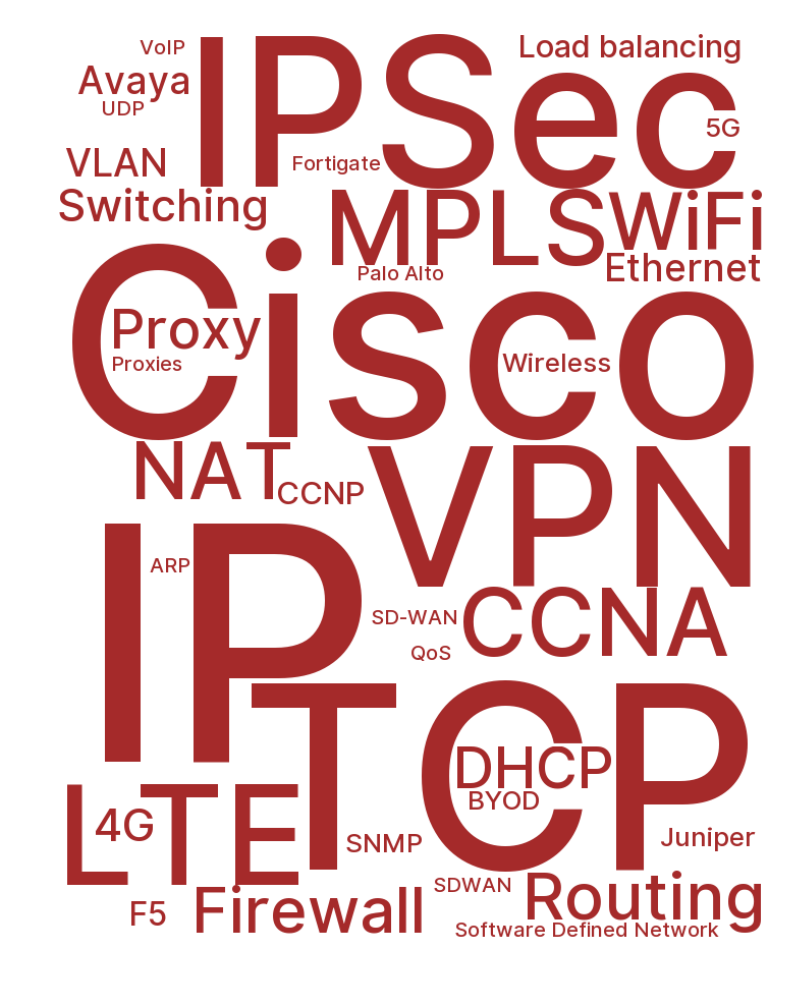 VoIP
Load balancing
Avaya
IPSec
UDP
5G
VLAN
Fortigate
Switching
MPLS
WiFi
Ethernet
Palo Alto
Cisco
Proxy
Proxies
Wireless
NAT
CCNP
VPN
IP
ARP
SD-WAN
CCNA
QoS
TCP
DHCP
BYOD
LTE
4G
SNMP
Juniper
SDWAN
Routing
F5
Firewall
Software Defined Network